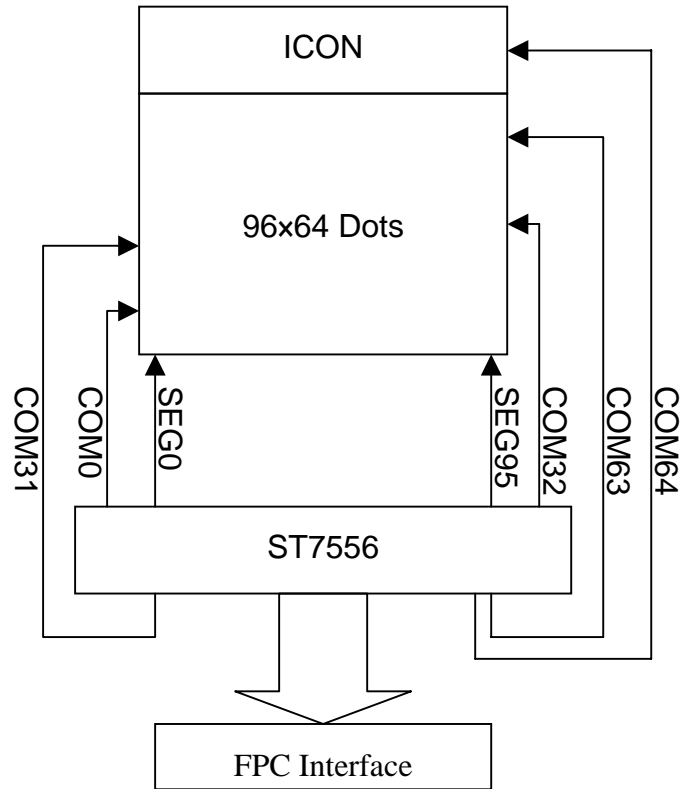 ICON
96×64 Dots
COM31
COM0
SEG0
SEG95
COM32
COM63
COM64
ST7556
FPC Interface